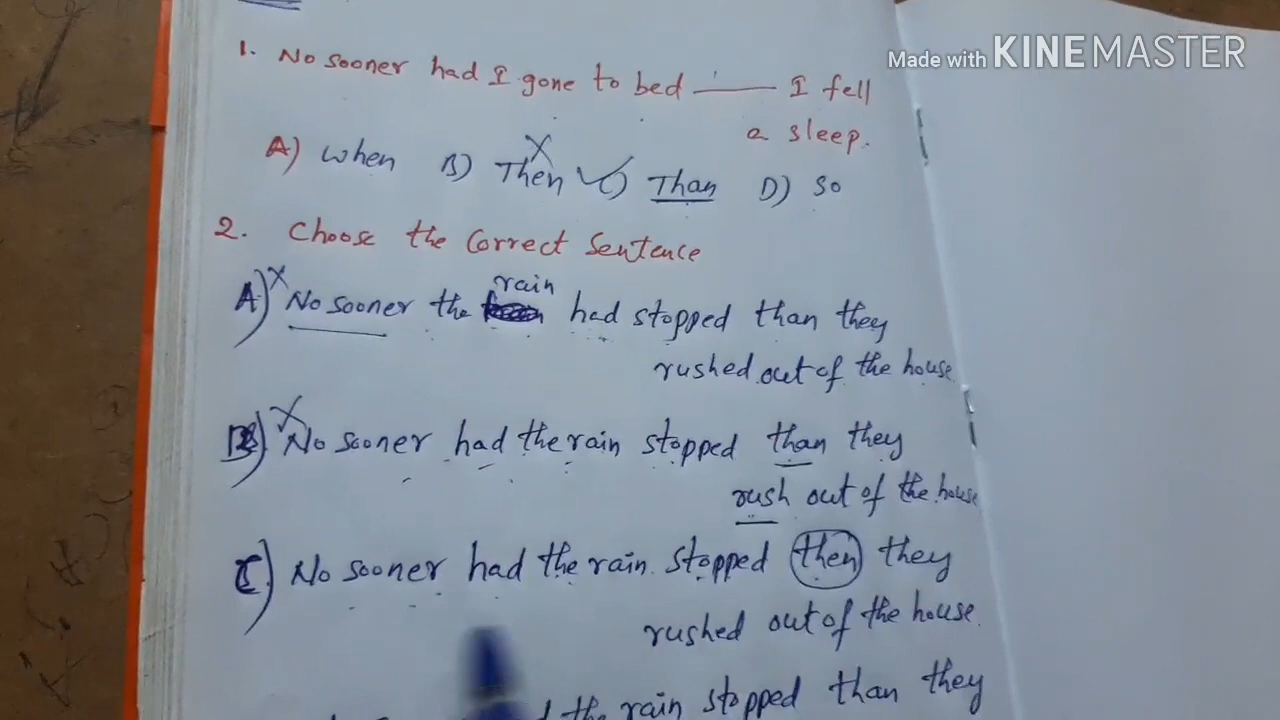 Made with KINEMASTER
1. No sooner had I gone to bed —— I fell
a sleep.
A) when B) Then C) Than D) So
2. Choose the Correct Sentence
A) No sooner the rain had stopped than they
rushed out of the house.
B) No sooner had the rain stopped than they
rush out of the house
C) No sooner had the rain stopped then they
rushed out of the house.
the rain stopped than they